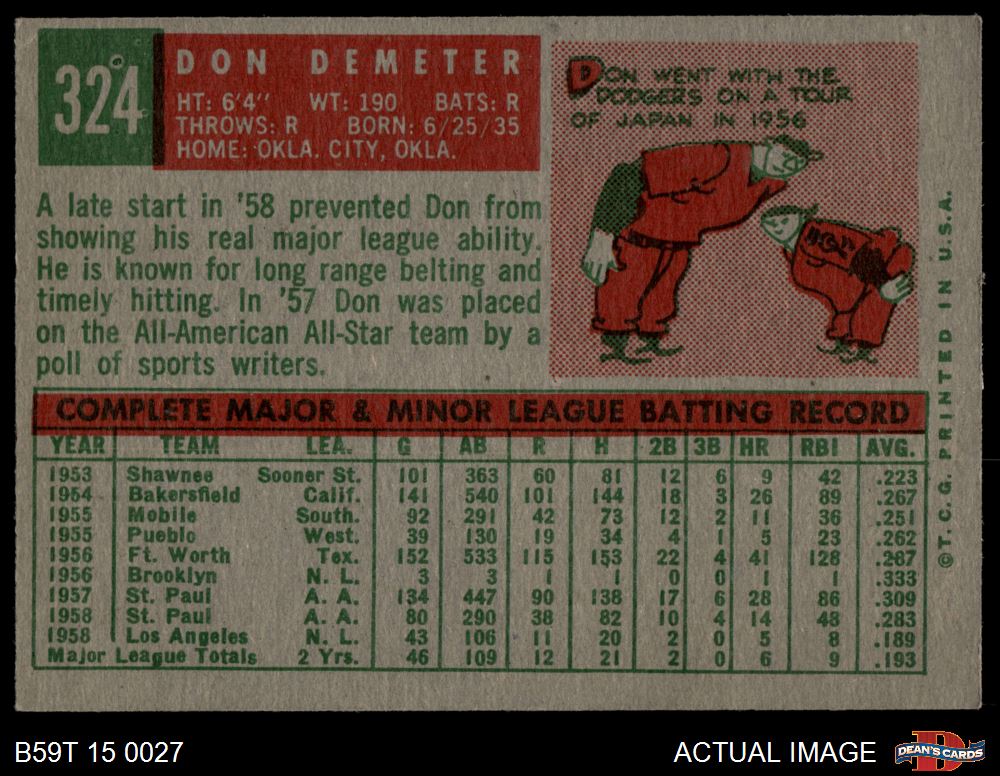 324
DON DEMETER
HT: 6'4" WT: 190 BATS: R
THROWS: R BORN: 6/25/35
HOME: OKLA. CITY, OKLA.
DON WENT WITH THE
DODGERS ON A TOUR
OF JAPAN IN 1956
A late start in '58 prevented Don from
showing his real major league ability.
He is known for long range belting and
timely hitting. In '57 Don was placed
on the All-American All-Star team by a
poll of sports writers.
COMPLETE MAJOR & MINOR LEAGUE BATTING RECORD
YEAR TEAM LEA. G AB R H 2B 3B HR RBI AVG.
1953 Shawnee Sooner St. 101 363 60 81 12 6 9 42 .223
1954 Bakersfield Calif. 141 540 101 144 18 3 26 89 .267
1955 Mobile South. 92 291 42 73 12 2 11 36 .251
1955 Pueblo West. 39 130 19 34 4 1 5 23 .262
1956 Ft. Worth Tex. 152 533 115 153 22 4 41 128 .287
1956 Brooklyn N. L. 3 3 1 1 0 0 1 1 .333
1957 St. Paul A. A. 134 447 90 138 17 6 28 86 .309
1958 St. Paul A. A. 80 290 38 82 10 4 14 48 .283
1958 Los Angeles N. L. 43 106 11 20 2 0 5 8 .189
Major League Totals 2 Yrs. 46 109 12 21 2 0 6 9 .193
©T.C.G. PRINTED IN U.S.A.
B59T 15 0027
ACTUAL IMAGE
D
DEAN'S CARDS